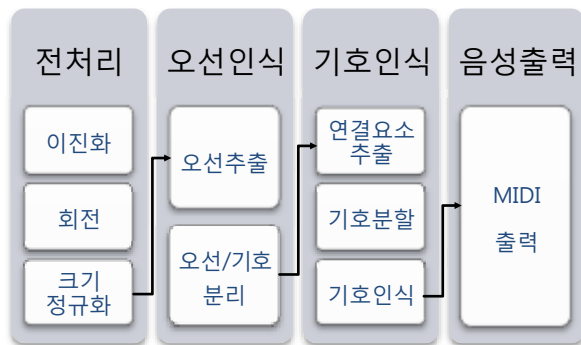 전처리
이진화
회전
크기
정규화
오선인식
오선추출
오선/기호
분리
기호인식
연결요소
추출
기호분할
기호인식
음성출력
MIDI
출력